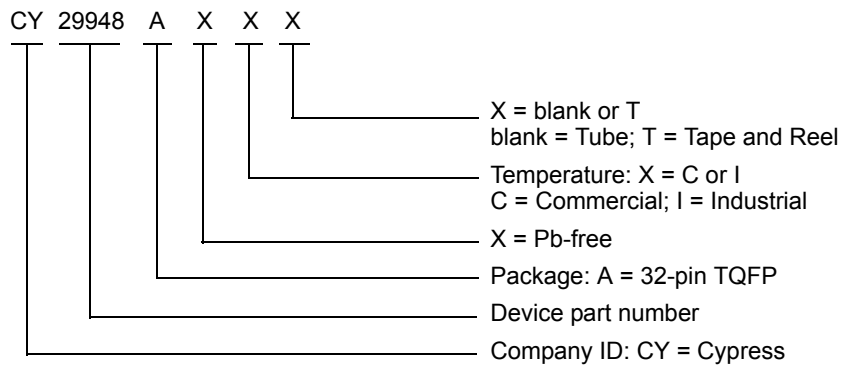 CY 29948 A X X X
X = blank or T
blank = Tube; T = Tape and Reel
Temperature: X = C or I
C = Commercial; I = Industrial
X = Pb-free
Package: A = 32-pin TQFP
Device part number
Company ID: CY = Cypress